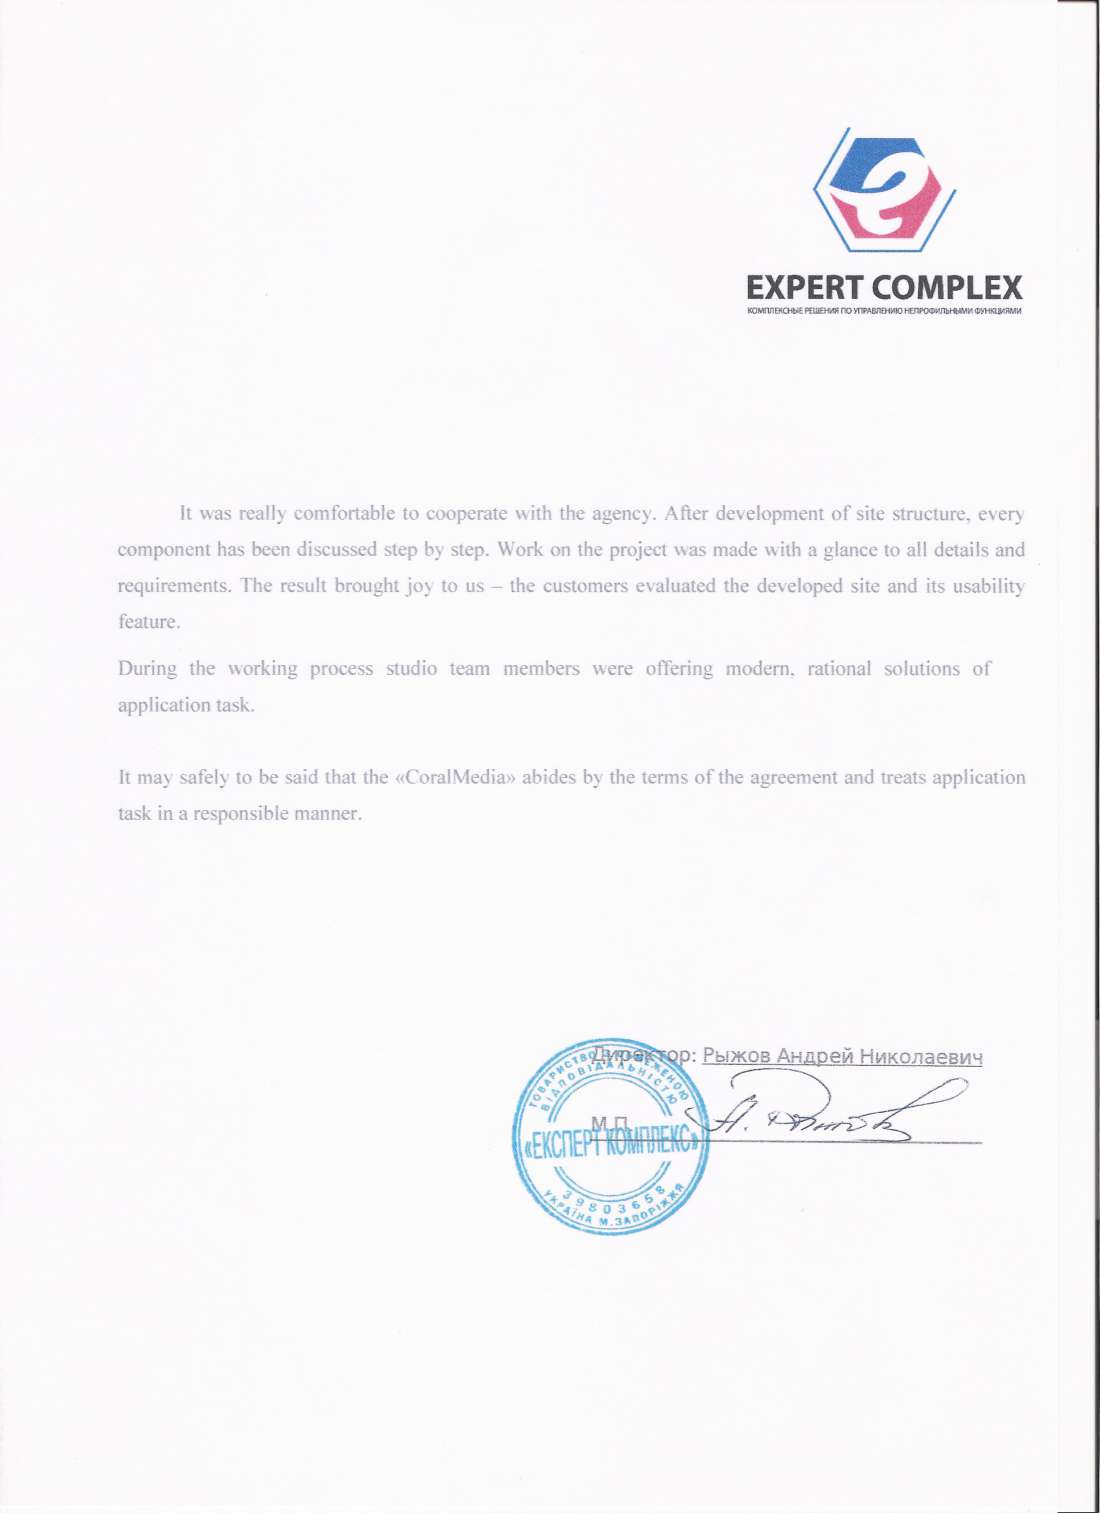 EXPERT COMPLEX
КОМПЛЕКСНЫЕ РЕШЕНИЯ ПО УПРАВЛЕНИЮ НЕПРОФИЛЬНЫМИ ФУНКЦИЯМИ
It was really comfortable to cooperate with the agency. After development of site structure, every
component has been discussed step by step. Work on the project was made with a glance to all details and
requirements. The result brought joy to us – the customers evaluated the developed site and its usability
feature.
During the working process studio team members were offering modern, rational solutions of
application task.
It may safely to be said that the «CoralMedia» abides by the terms of the agreement and treats application
task in a responsible manner.
Директор: Рыжов Андрей Николаевич
М.П.
ТОВАРИСТВО З ОБМЕЖЕНОЮ
ВІДПОВІДАЛЬНІСТЮ
«ЕКСПЕРТ КОМПЛЕКС»
39803658
УКРАЇНА М.ЗАПОРІЖЖЯ